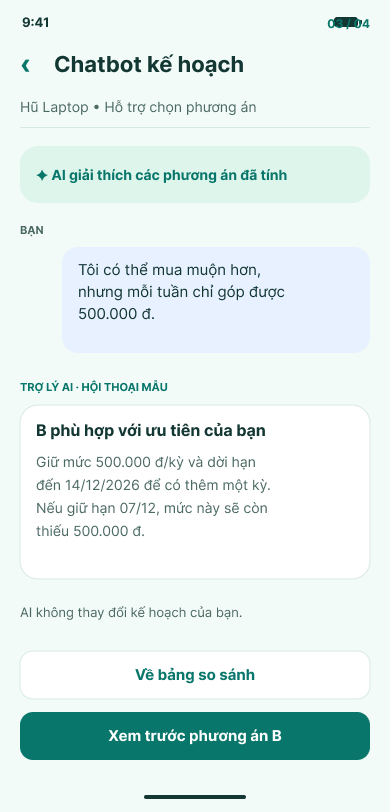 9:41
03 / 04
‹ Chatbot kế hoạch
Hũ Laptop • Hỗ trợ chọn phương án
✦ AI giải thích các phương án đã tính
BẠN
Tôi có thể mua muộn hơn,
nhưng mỗi tuần chỉ góp được
500.000 đ.
TRỢ LÝ AI · HỘI THOẠI MẪU
B phù hợp với ưu tiên của bạn
Giữ mức 500.000 đ/kỳ và dời hạn
đến 14/12/2026 để có thêm một kỳ.
Nếu giữ hạn 07/12, mức này sẽ còn
thiếu 500.000 đ.
AI không thay đổi kế hoạch của bạn.
Về bảng so sánh
Xem trước phương án B